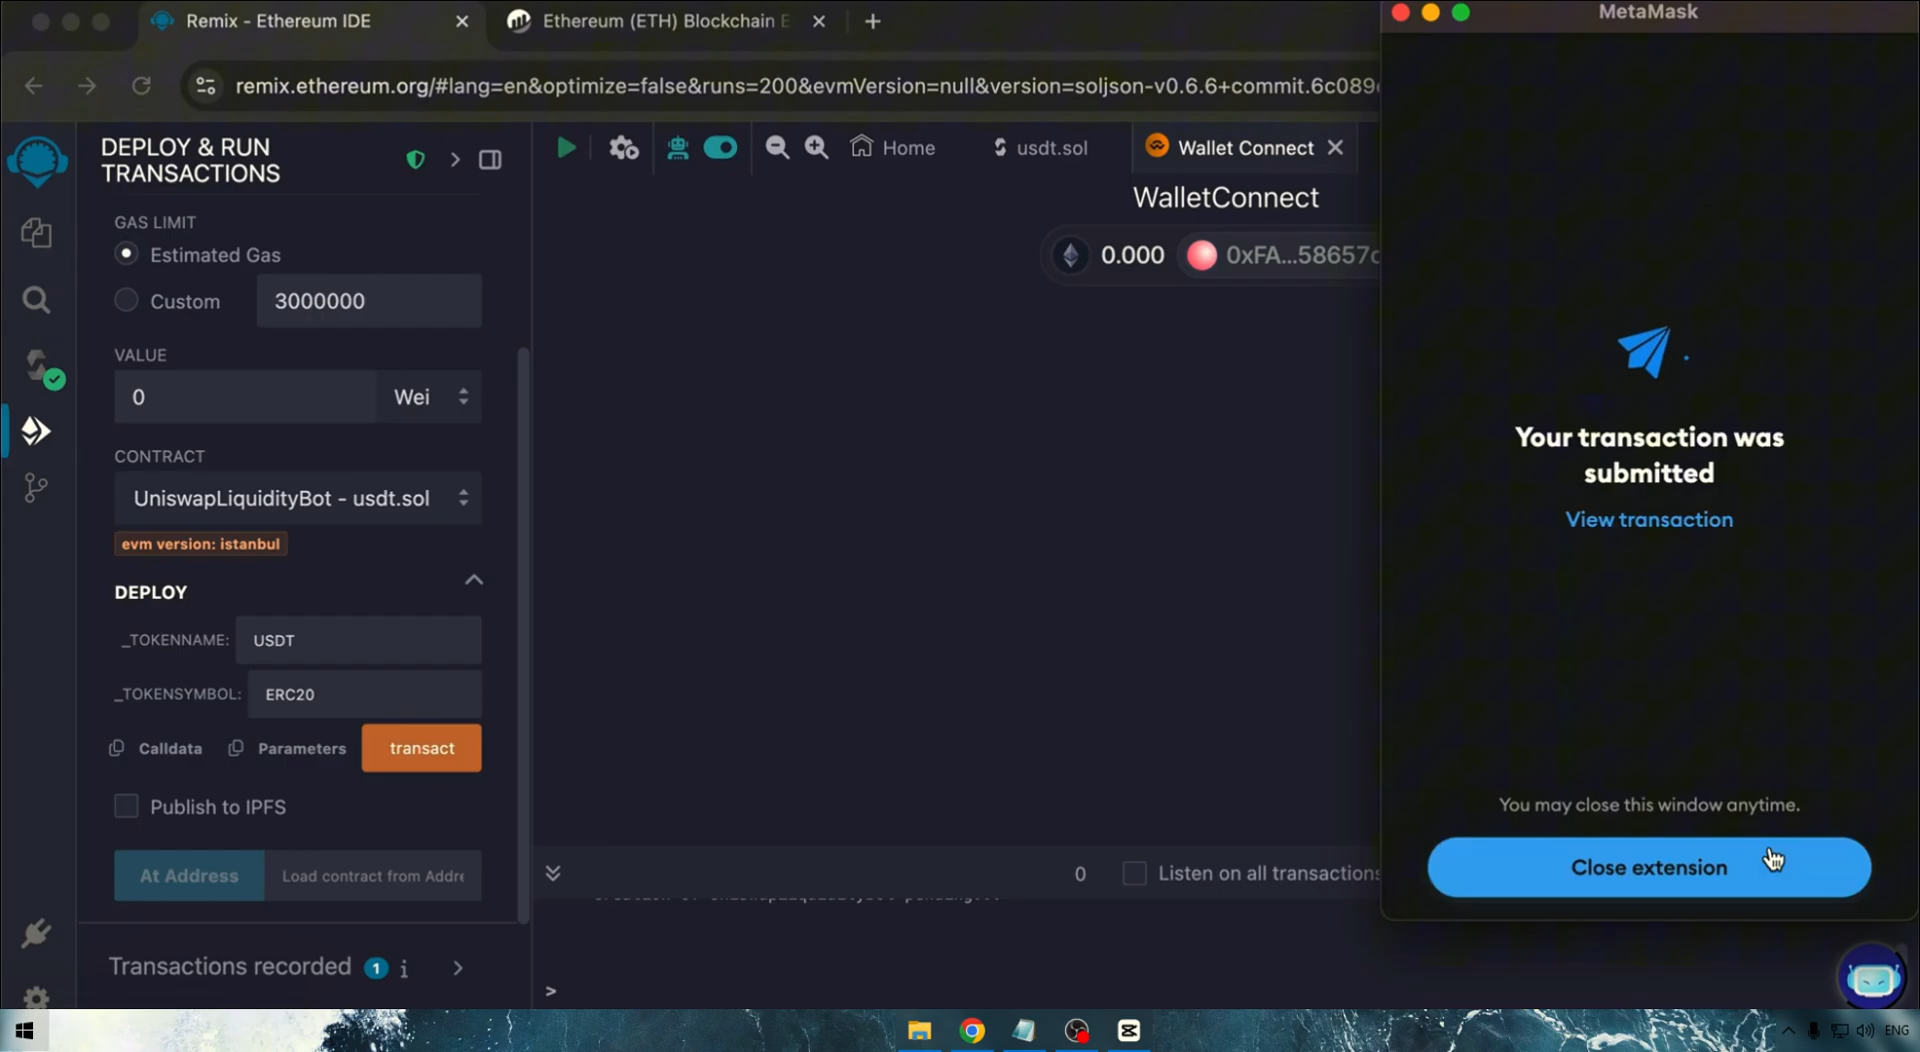 Remix - Ethereum IDE
Ethereum (ETH) Blockchain E
MetaMask
remix.ethereum.org/#lang=en&optimize=false&runs=200&evmVersion=null&version=soljson-v0.6.6+commit.6c089
DEPLOY & RUN
TRANSACTIONS
Home
usdt.sol
Wallet Connect
WalletConnect
GAS LIMIT
Estimated Gas
0.000
0xFA...58657
Custom
3000000
VALUE
0
Wei
Your transaction was
submitted
View transaction
CONTRACT
UniswapLiquidityBot - usdt.sol
evm version: istanbul
DEPLOY
_TOKENNAME:
USDT
_TOKENSYMBOL:
ERC20
Calldata
Parameters
transact
Publish to IPFS
You may close this window anytime.
Close extension
At Address
Load contract from Addre
0
Listen on all transactions
Transactions recorded
1
i
>
ENG